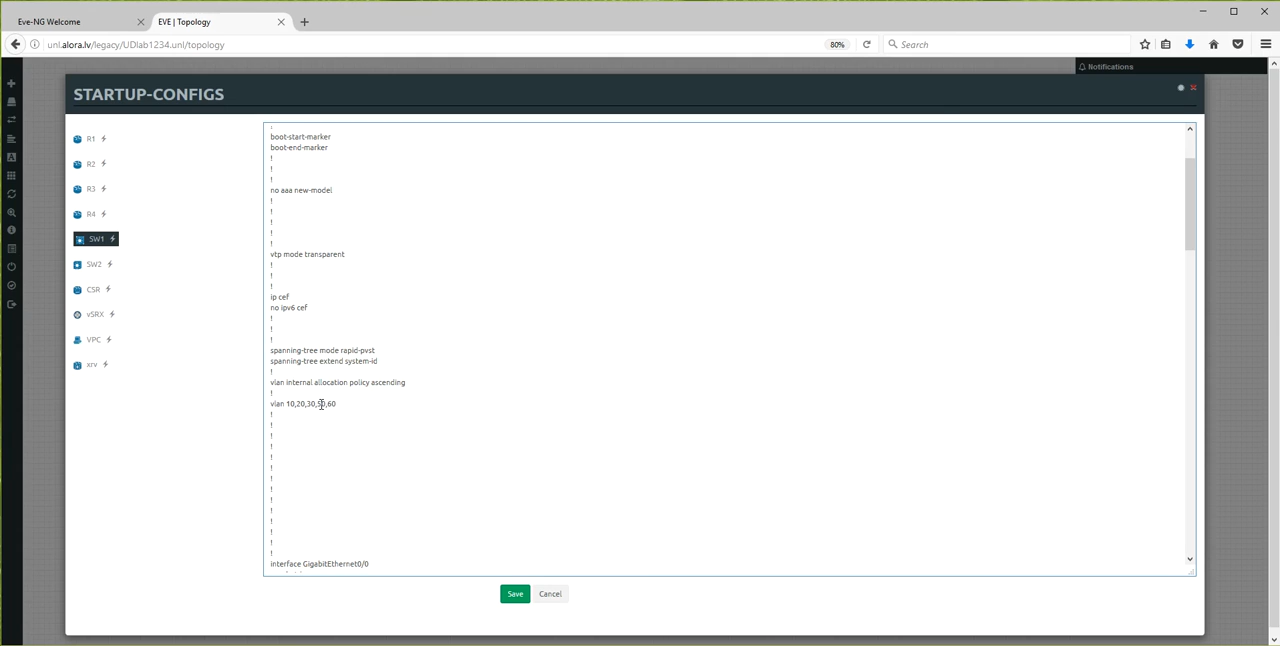 Eve-NG Welcome
EVE | Topology
unl.alora.lv/legacy/UDlab1234.unl/topology
80%
Search
Notifications
STARTUP-CONFIGS
R1
R2
R3
R4
SW1
SW2
CSR
vSRX
VPC
xrv
!
boot-start-marker
boot-end-marker
!
!
!
no aaa new-model
!
!
!
!
!
vtp mode transparent
!
!
!
ip cef
no ipv6 cef
!
!
!
spanning-tree mode rapid-pvst
spanning-tree extend system-id
!
vlan internal allocation policy ascending
!
vlan 10,20,30,50,60
!
!
!
!
!
!
!
!
!
!
!
!
!
!
interface GigabitEthernet0/0
Save
Cancel